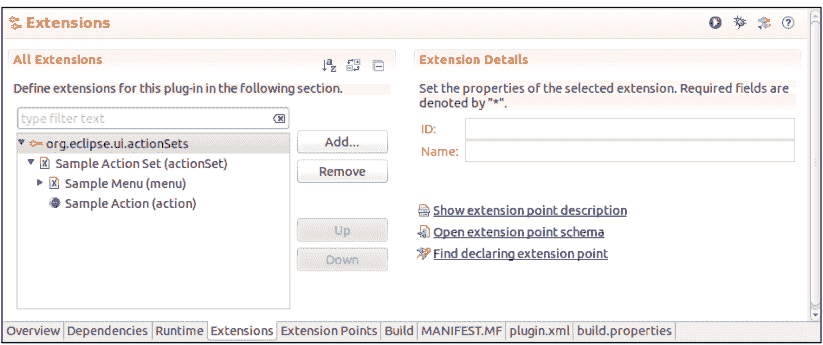 Extensions
All Extensions
Define extensions for this plug-in in the following section.
type filter text
org.eclipse.ui.actionSets
Sample Action Set (actionSet)
Sample Menu (menu)
Sample Action (action)
Add...
Remove
Up
Down
Extension Details
Set the properties of the selected extension. Required fields are
denoted by "*".
ID:
Name:
Show extension point description
Open extension point schema
Find declaring extension point
Overview Dependencies Runtime Extensions Extension Points Build MANIFEST.MF plugin.xml build.properties